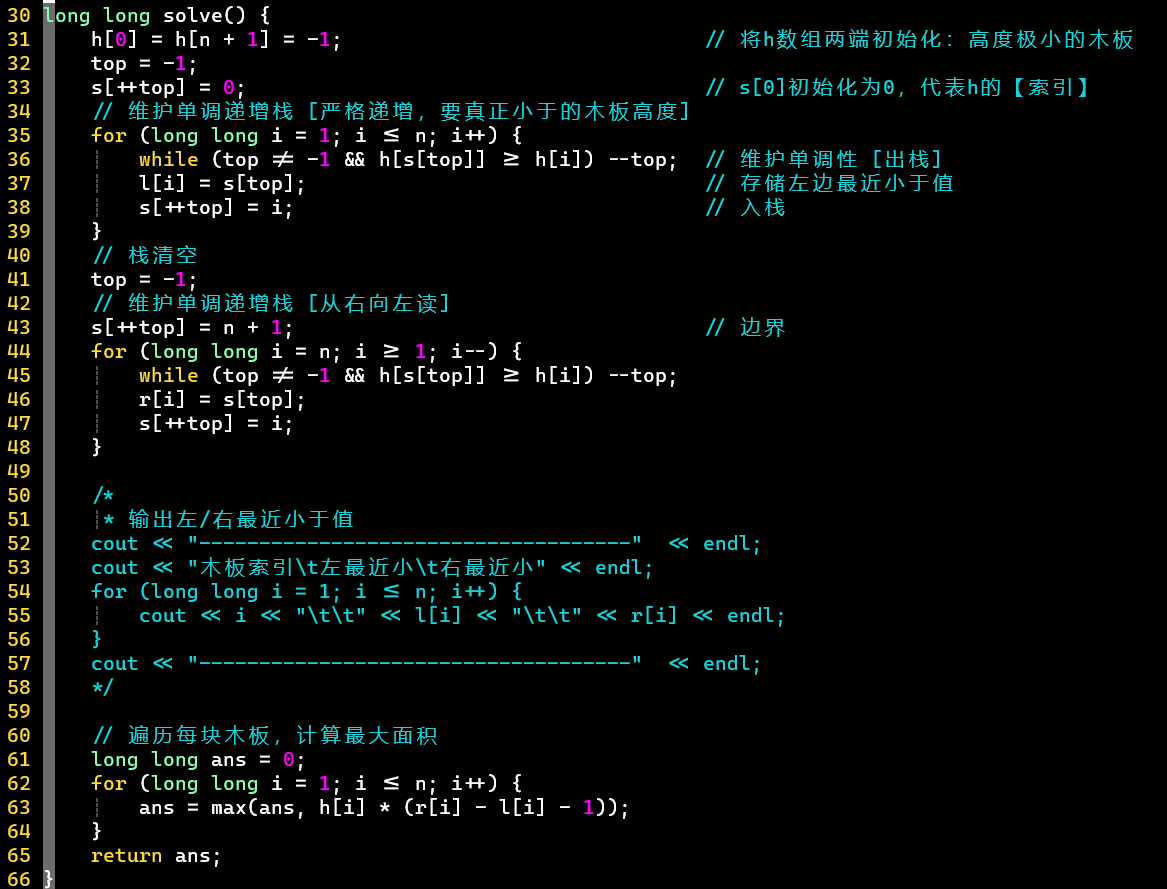 30 long long solve() {
31     h[0] = h[n + 1] = -1;                              // 将h数组两端初始化: 高度极小的木板
32     top = -1;
33     s[++top] = 0;                                      // s[0]初始化为0, 代表h的【索引】
34     // 维护单调递增栈 [严格递增, 要真正小于的木板高度]
35     for (long long i = 1; i <= n; i++) {
36         while (top != -1 && h[s[top]] >= h[i]) --top;  // 维护单调性 [出栈]
37         l[i] = s[top];                                 // 存储左边最近小于值
38         s[++top] = i;                                  // 入栈
39     }
40     // 栈清空
41     top = -1;
42     // 维护单调递增栈 [从右向左读]
43     s[++top] = n + 1;                                  // 边界
44     for (long long i = n; i >= 1; i--) {
45         while (top != -1 && h[s[top]] >= h[i]) --top;
46         r[i] = s[top];
47         s[++top] = i;
48     }
49
50     /*
51      * 输出左/右最近小于值
52     cout << "------------------------------------"  << endl;
53     cout << "木板索引\t左最近小\t右最近小" << endl;
54     for (long long i = 1; i <= n; i++) {
55         cout << i << "\t\t" << l[i] << "\t\t" << r[i] << endl;
56     }
57     cout << "------------------------------------"  << endl;
58     */
59
60     // 遍历每块木板, 计算最大面积
61     long long ans = 0;
62     for (long long i = 1; i <= n; i++) {
63         ans = max(ans, h[i] * (r[i] - l[i] - 1));
64     }
65     return ans;
66 }